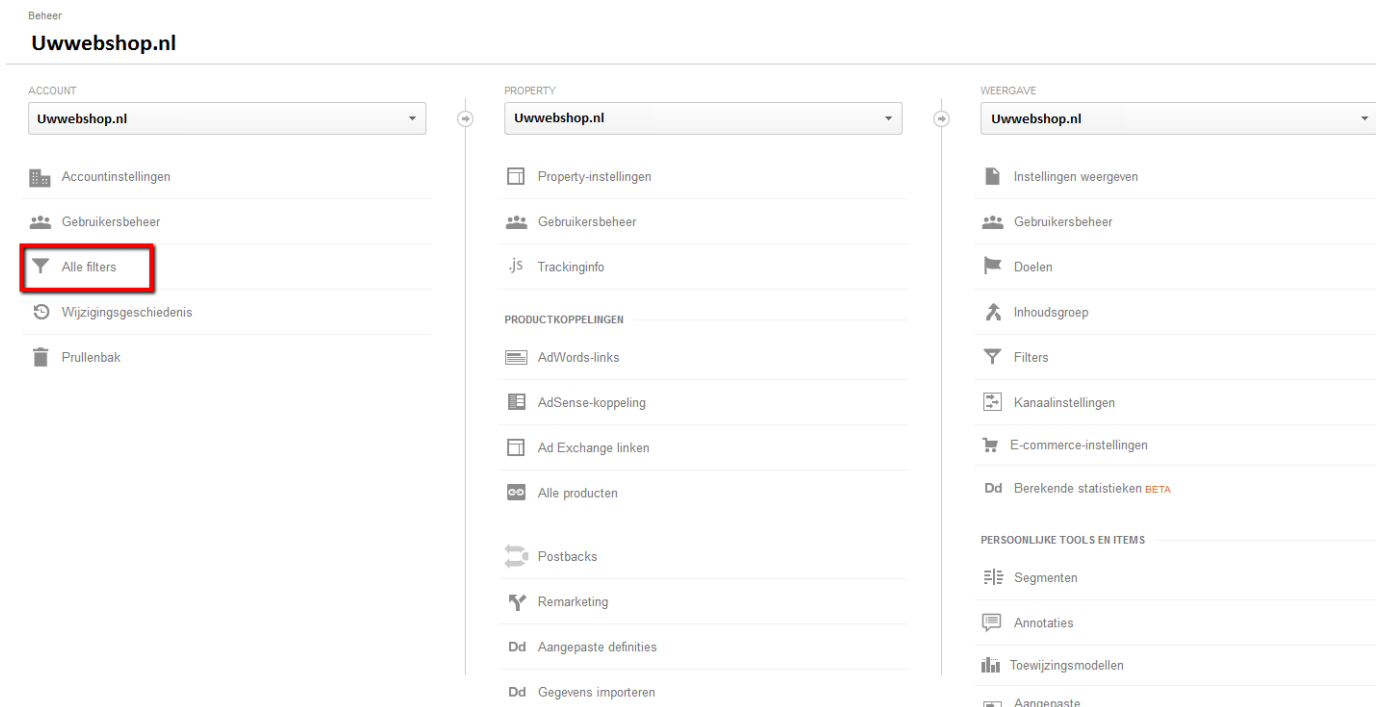 Beheer
Uwwebshop.nl
ACCOUNT
Uwwebshop.nl
Accountinstellingen
Gebruikersbeheer
Alle filters
Wijzigingsgeschiedenis
Prullenbak
PROPERTY
Uwwebshop.nl
Property-instellingen
Gebruikersbeheer
.js Trackinginfo
PRODUCTKOPPELINGEN
AdWords-links
AdSense-koppeling
Ad Exchange linken
Alle producten
Postbacks
Remarketing
Dd Aangepaste definities
Dd Gegevens importeren
WEERGAVE
Uwwebshop.nl
Instellingen weergeven
Gebruikersbeheer
Doelen
Inhoudsgroep
Filters
Kanaalinstellingen
E-commerce-instellingen
Dd Berekende statistieken BETA
PERSOONLIJKE TOOLS EN ITEMS
Segmenten
Annotaties
Toewijzingsmodellen
Aangepaste